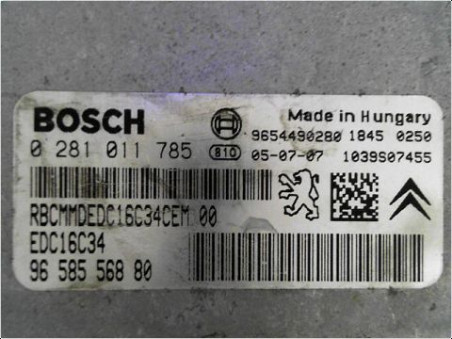 BOSCH
Made in Hungary
9654490280 1845 0250
0 281 011 785 810 05-07-07 1039S07455
RBCMMDEDC16C34CEM 00
EDC16C34
96 585 568 80